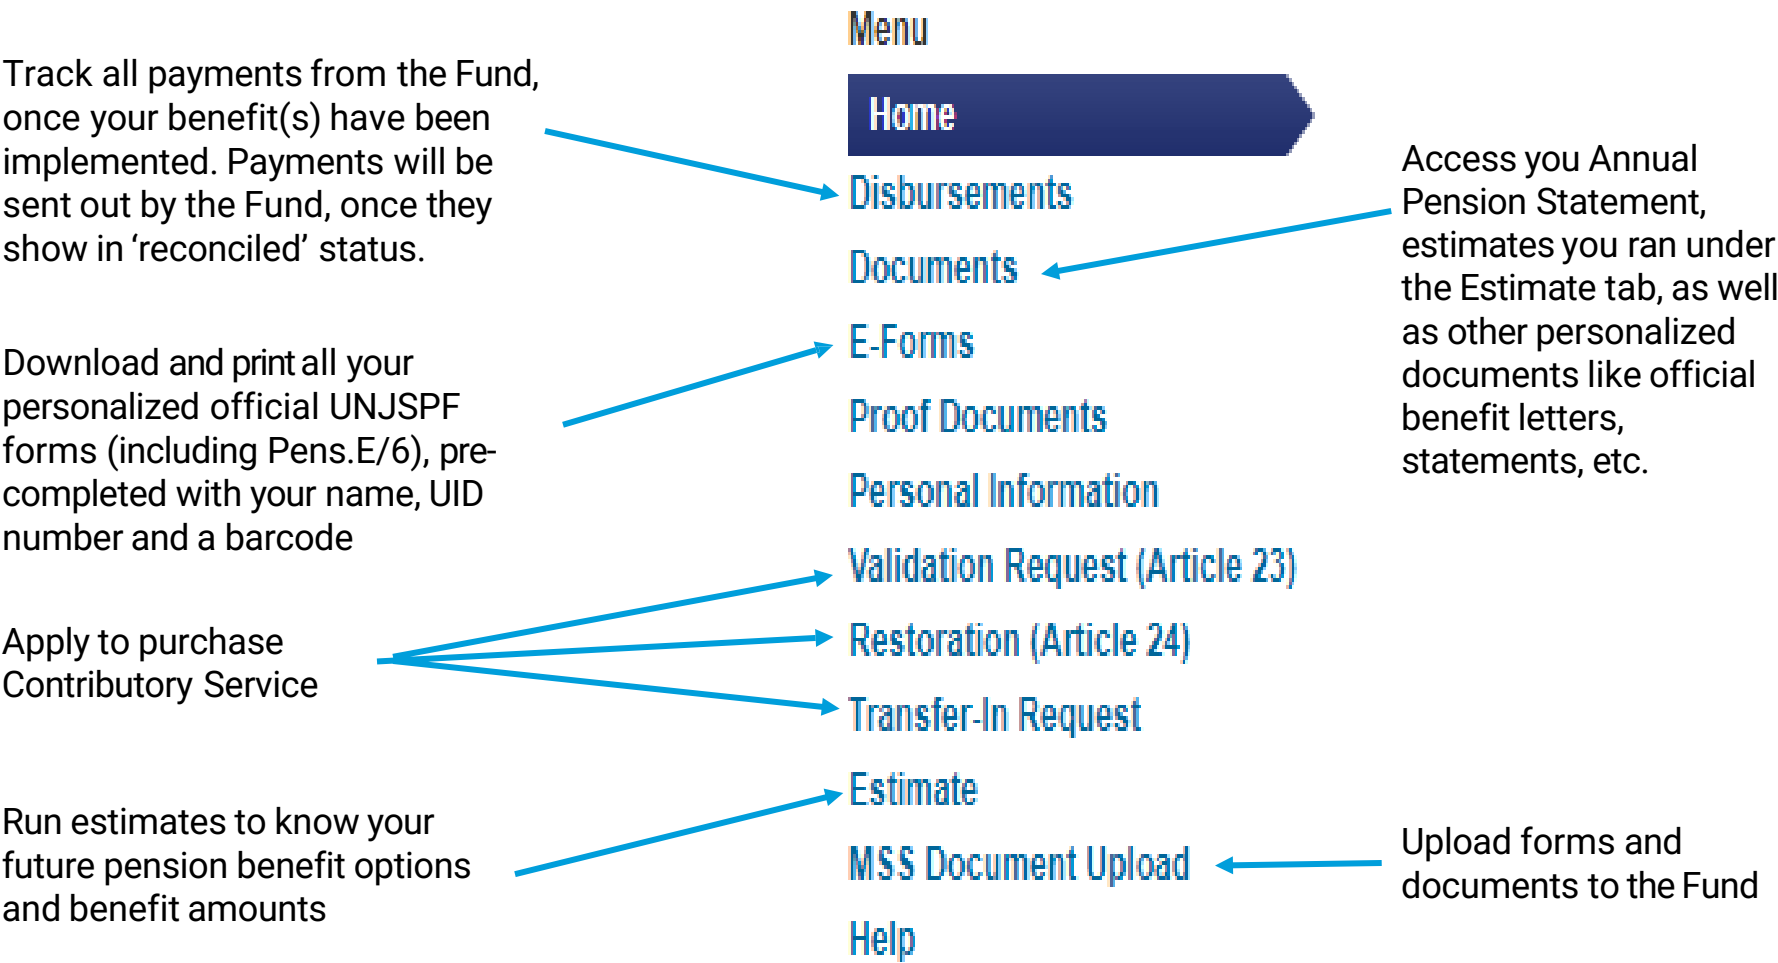 Menu
Home
Disbursements
Documents
E-Forms
Proof Documents
Personal Information
Validation Request (Article 23)
Restoration (Article 24)
Transfer-In Request
Estimate
MSS Document Upload
Help
Track all payments from the Fund,
once your benefit(s) have been
implemented. Payments will be
sent out by the Fund, once they
show in ‘reconciled’ status.
Download and print all your
personalized official UNJSPF
forms (including Pens.E/6), pre-
completed with your name, UID
number and a barcode
Apply to purchase
Contributory Service
Run estimates to know your
future pension benefit options
and benefit amounts
Access you Annual
Pension Statement,
estimates you ran under
the Estimate tab, as well
as other personalized
documents like official
benefit letters,
statements, etc.
Upload forms and
documents to the Fund